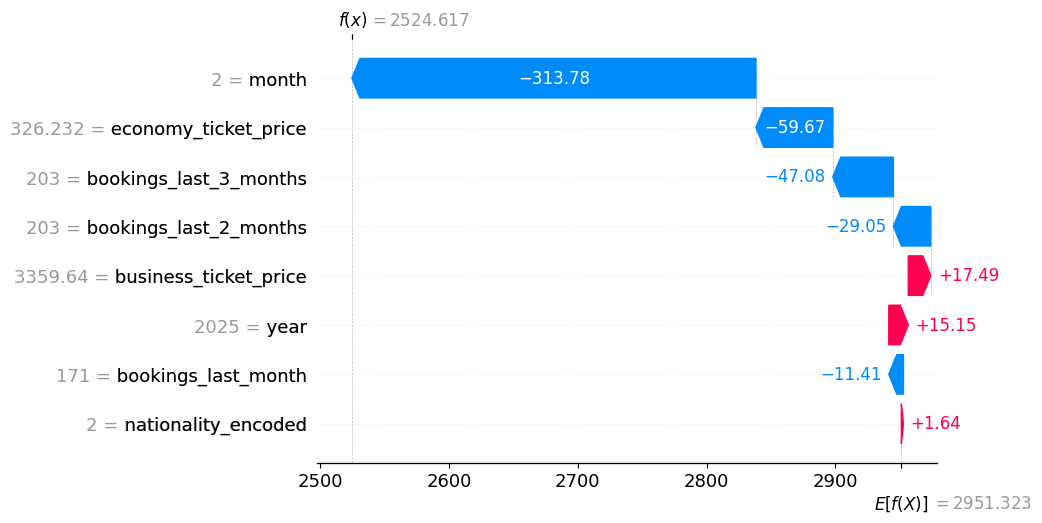 f(x) = 2524.617
2 = month −313.78
326.232 = economy_ticket_price −59.67
203 = bookings_last_3_months −47.08
203 = bookings_last_2_months −29.05
3359.64 = business_ticket_price +17.49
2025 = year +15.15
171 = bookings_last_month −11.41
2 = nationality_encoded +1.64
2500 2600 2700 2800 2900
E[f(X)] = 2951.323